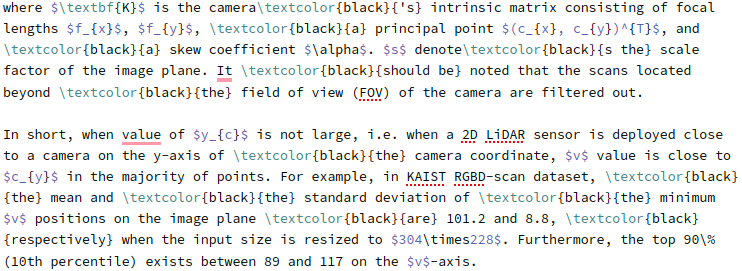 where $\textbf{K}$ is the camera\textcolor{black}{'s} intrinsic matrix consisting of focal
lengths $f_{x}$, $f_{y}$, \textcolor{black}{a} principal point $(c_{x}, c_{y})^{T}$, and
\textcolor{black}{a} skew coefficient $\alpha$. $s$ denote\textcolor{black}{s the} scale
factor of the image plane. It \textcolor{black}{should be} noted that the scans located
beyond \textcolor{black}{the} field of view (FOV) of the camera are filtered out.

In short, when value of $y_{c}$ is not large, i.e. when a 2D LiDAR sensor is deployed close
to a camera on the y-axis of \textcolor{black}{the} camera coordinate, $v$ value is close to
$c_{y}$ in the majority of points. For example, in KAIST RGBD-scan dataset, \textcolor{black}
{the} mean and \textcolor{black}{the} standard deviation of \textcolor{black}{the} minimum
$v$ positions on the image plane \textcolor{black}{are} 101.2 and 8.8, \textcolor{black}
{respectively} when the input size is resized to $304\times228$. Furthermore, the top 90\%
(10th percentile) exists between 89 and 117 on the $v$-axis.